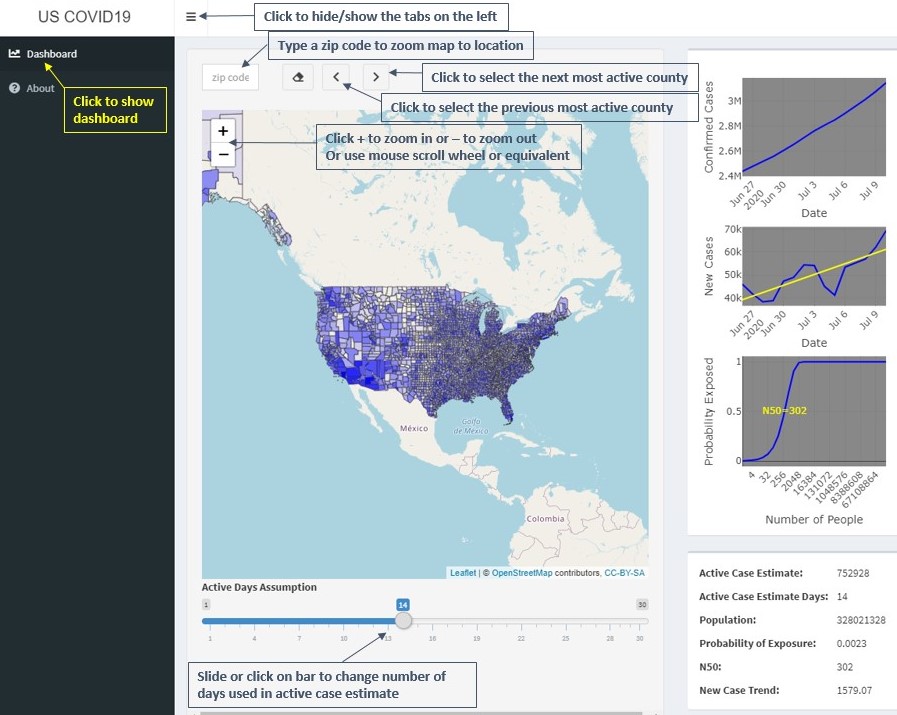 US COVID19
Click to hide/show the tabs on the left
Dashboard
About
Click to show
dashboard
Type a zip code to zoom map to location
zip code
Click to select the next most active county
Click to select the previous most active county
+
−
Click + to zoom in or – to zoom out
Or use mouse scroll wheel or equivalent
México
Golfo
de México
Colombia
Leaflet | © OpenStreetMap contributors, CC-BY-SA
Active Days Assumption
1
14
30
1 4 7 10 13 16 19 22 25 28 30
Slide or click on bar to change number of
days used in active case estimate
Confirmed Cases
3M
2.8M
2.6M
2.4M
Jun 27
2020
Jun 30
Jul 3
Jul 6
Jul 9
Date
New Cases
70k
60k
50k
40k
Jun 27
2020
Jun 30
Jul 3
Jul 6
Jul 9
Date
Probability Exposed
1
0.5
0
N50=302
4
32
256
2048
16384
131072
1048576
8388608
67108864
Number of People
Active Case Estimate: 752928
Active Case Estimate Days: 14
Population: 328021328
Probability of Exposure: 0.0023
N50: 302
New Case Trend: 1579.07